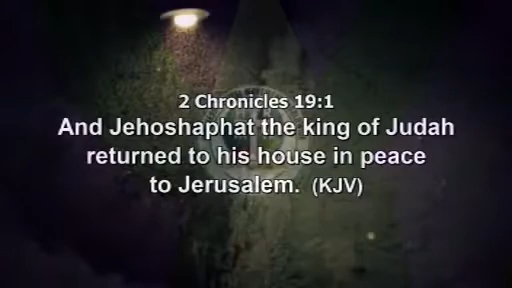 2 Chronicles 19:1
And Jehoshaphat the king of Judah
returned to his house in peace
to Jerusalem. (KJV)